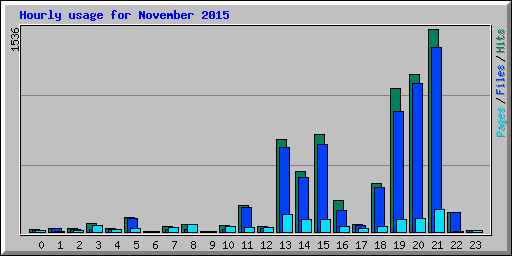 Hourly usage for November 2015
1536
Pages/Files/Hits
0 1 2 3 4 5 6 7 8 9 10 11 12 13 14 15 16 17 18 19 20 21 22 23